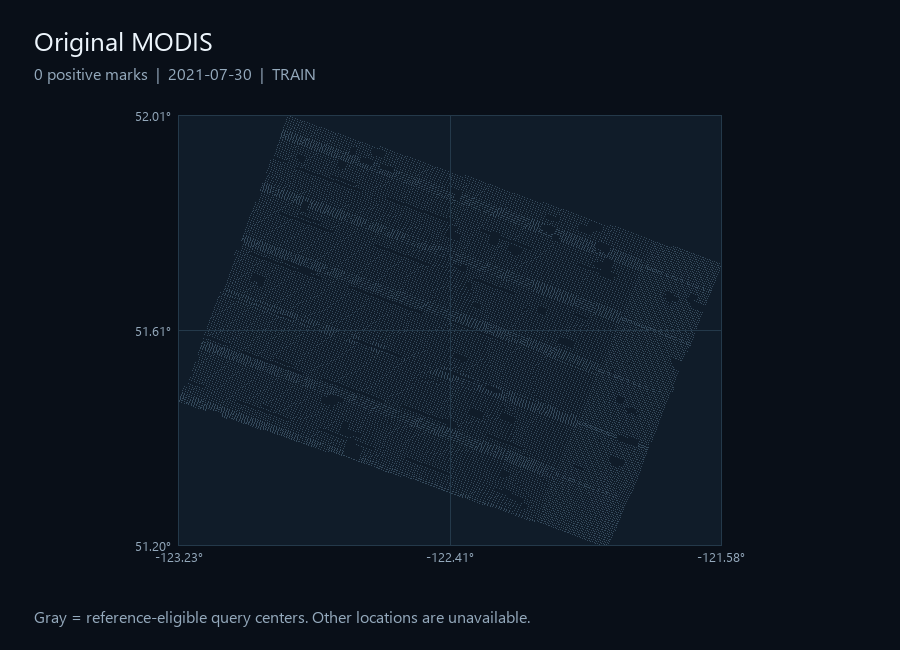 Original MODIS
0 positive marks | 2021-07-30 | TRAIN
52.01°
51.61°
51.20°
-123.23°
-122.41°
-121.58°
Gray = reference-eligible query centers. Other locations are unavailable.